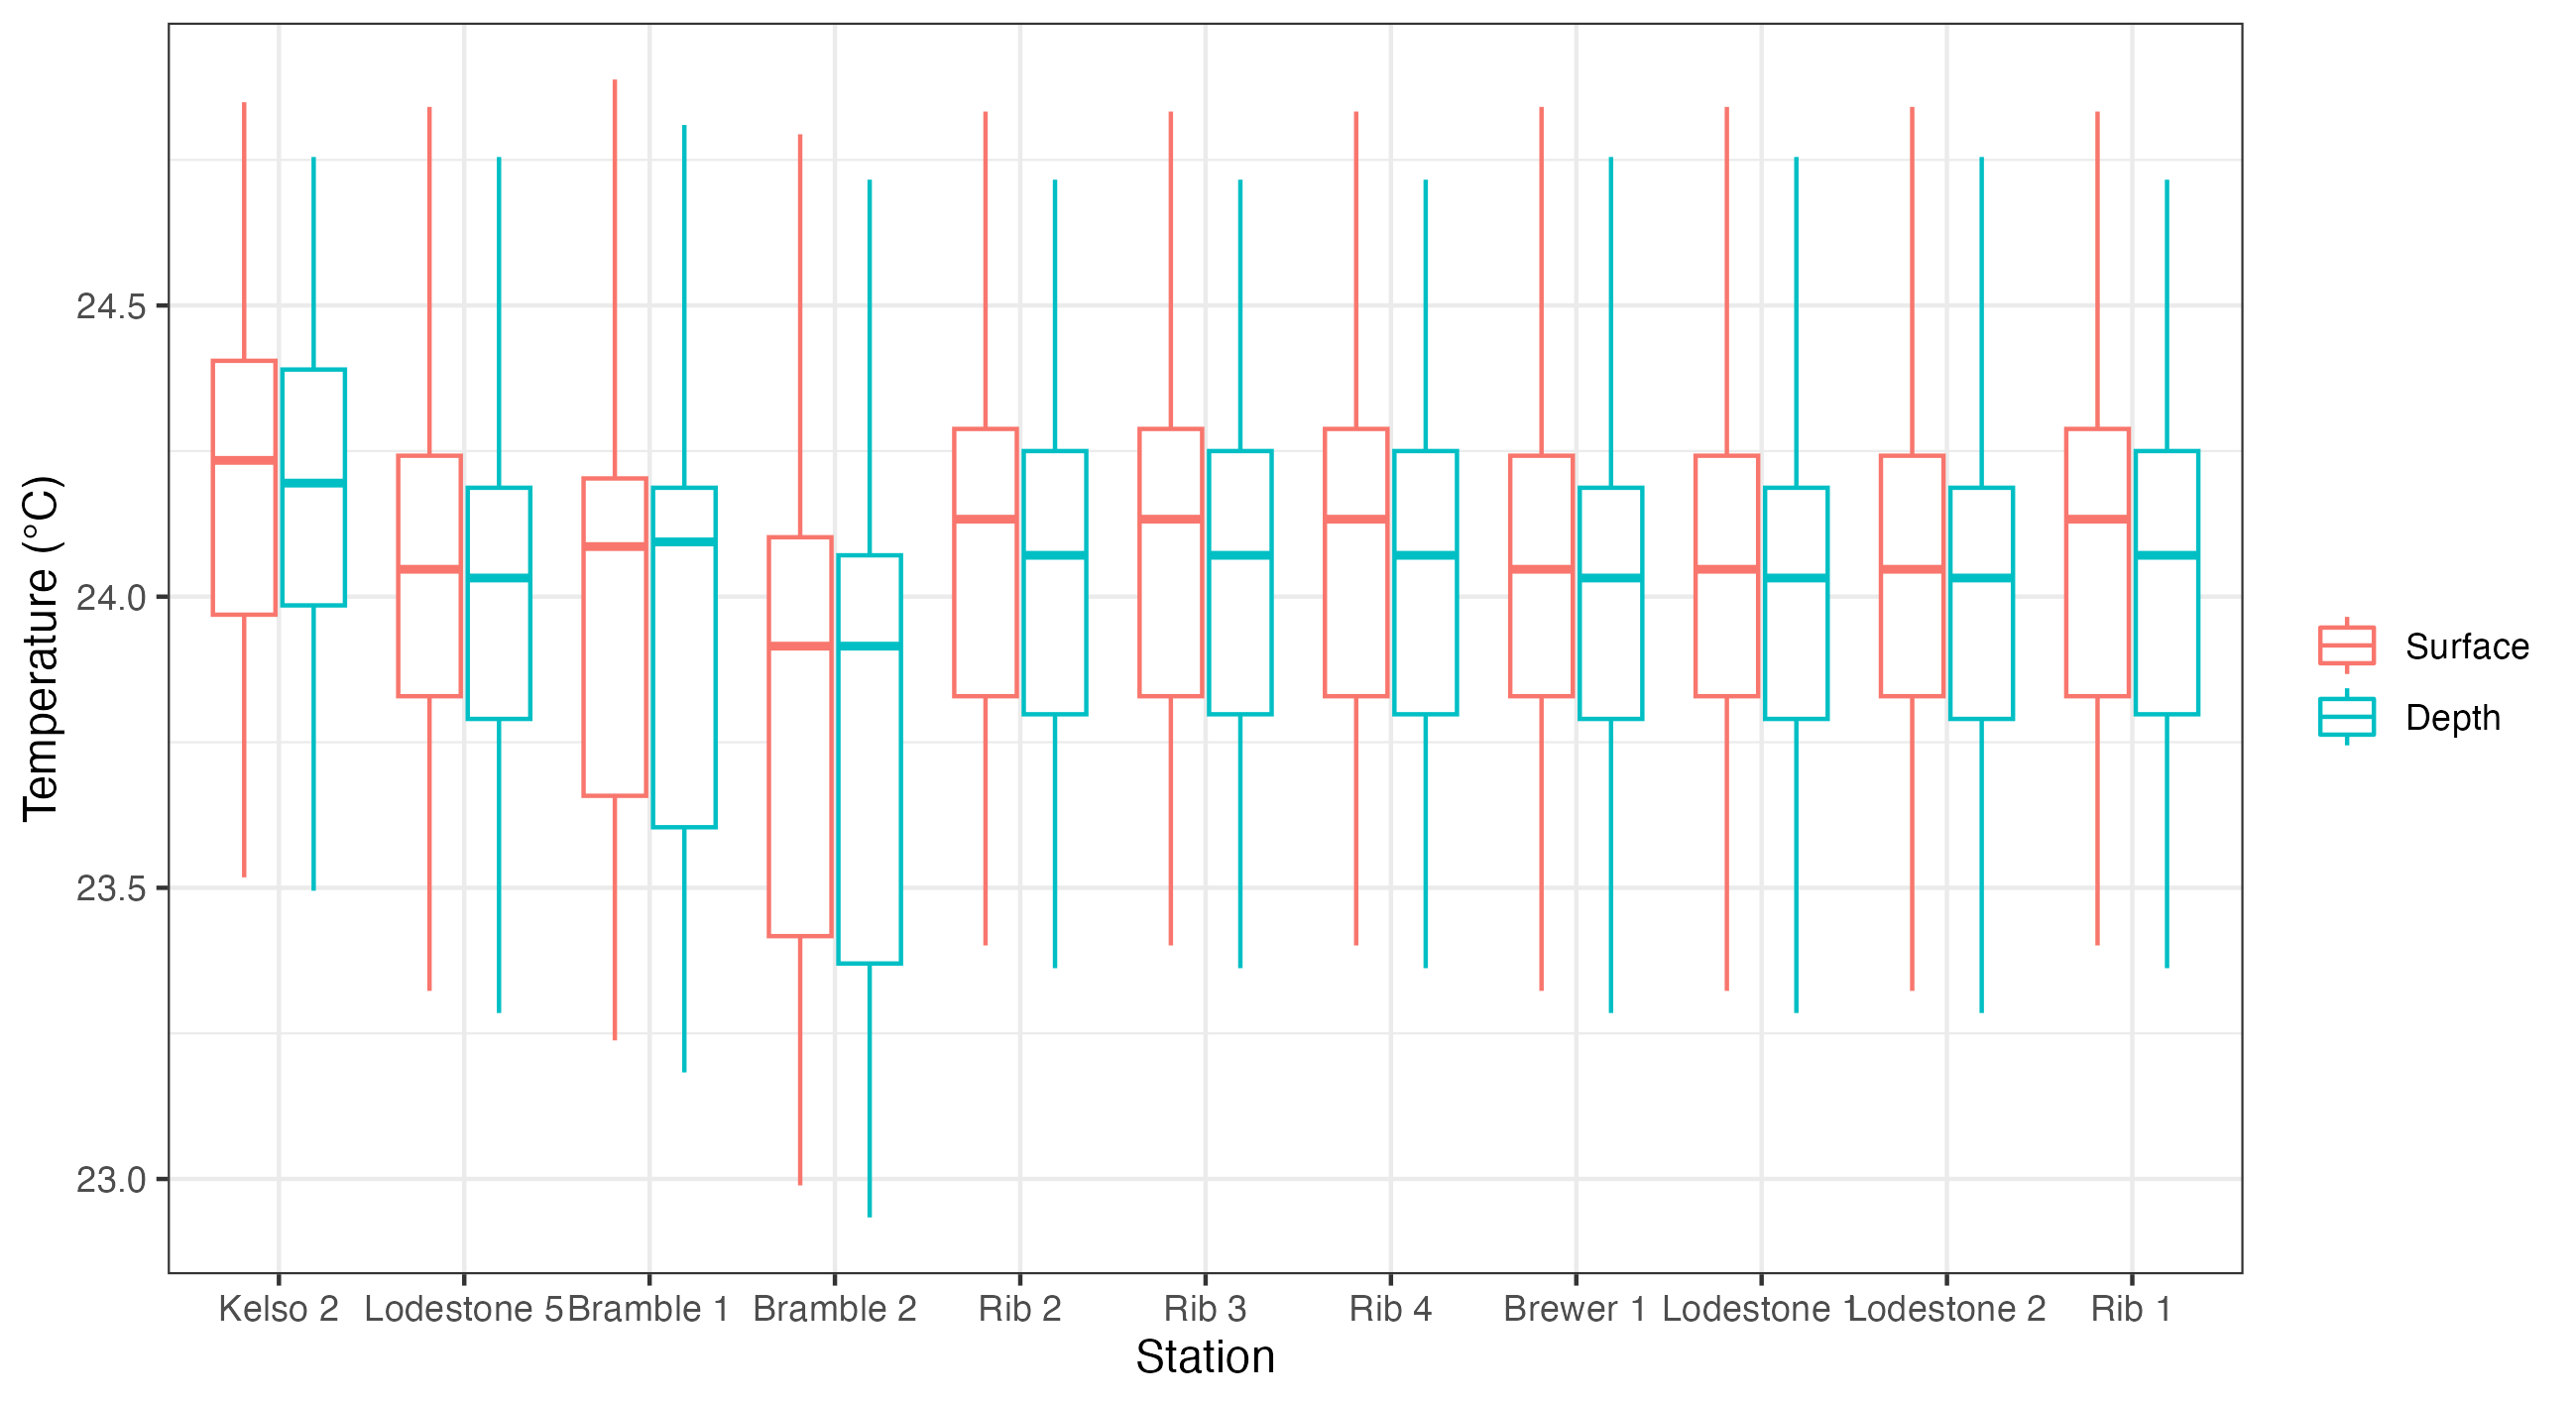 Temperature (°C)
24.5
24.0
23.5
23.0
Kelso 2 Lodestone 5 Bramble 1 Bramble 2 Rib 2 Rib 3 Rib 4 Brewer 1 Lodestone 1 Lodestone 2 Rib 1
Station
Surface
Depth